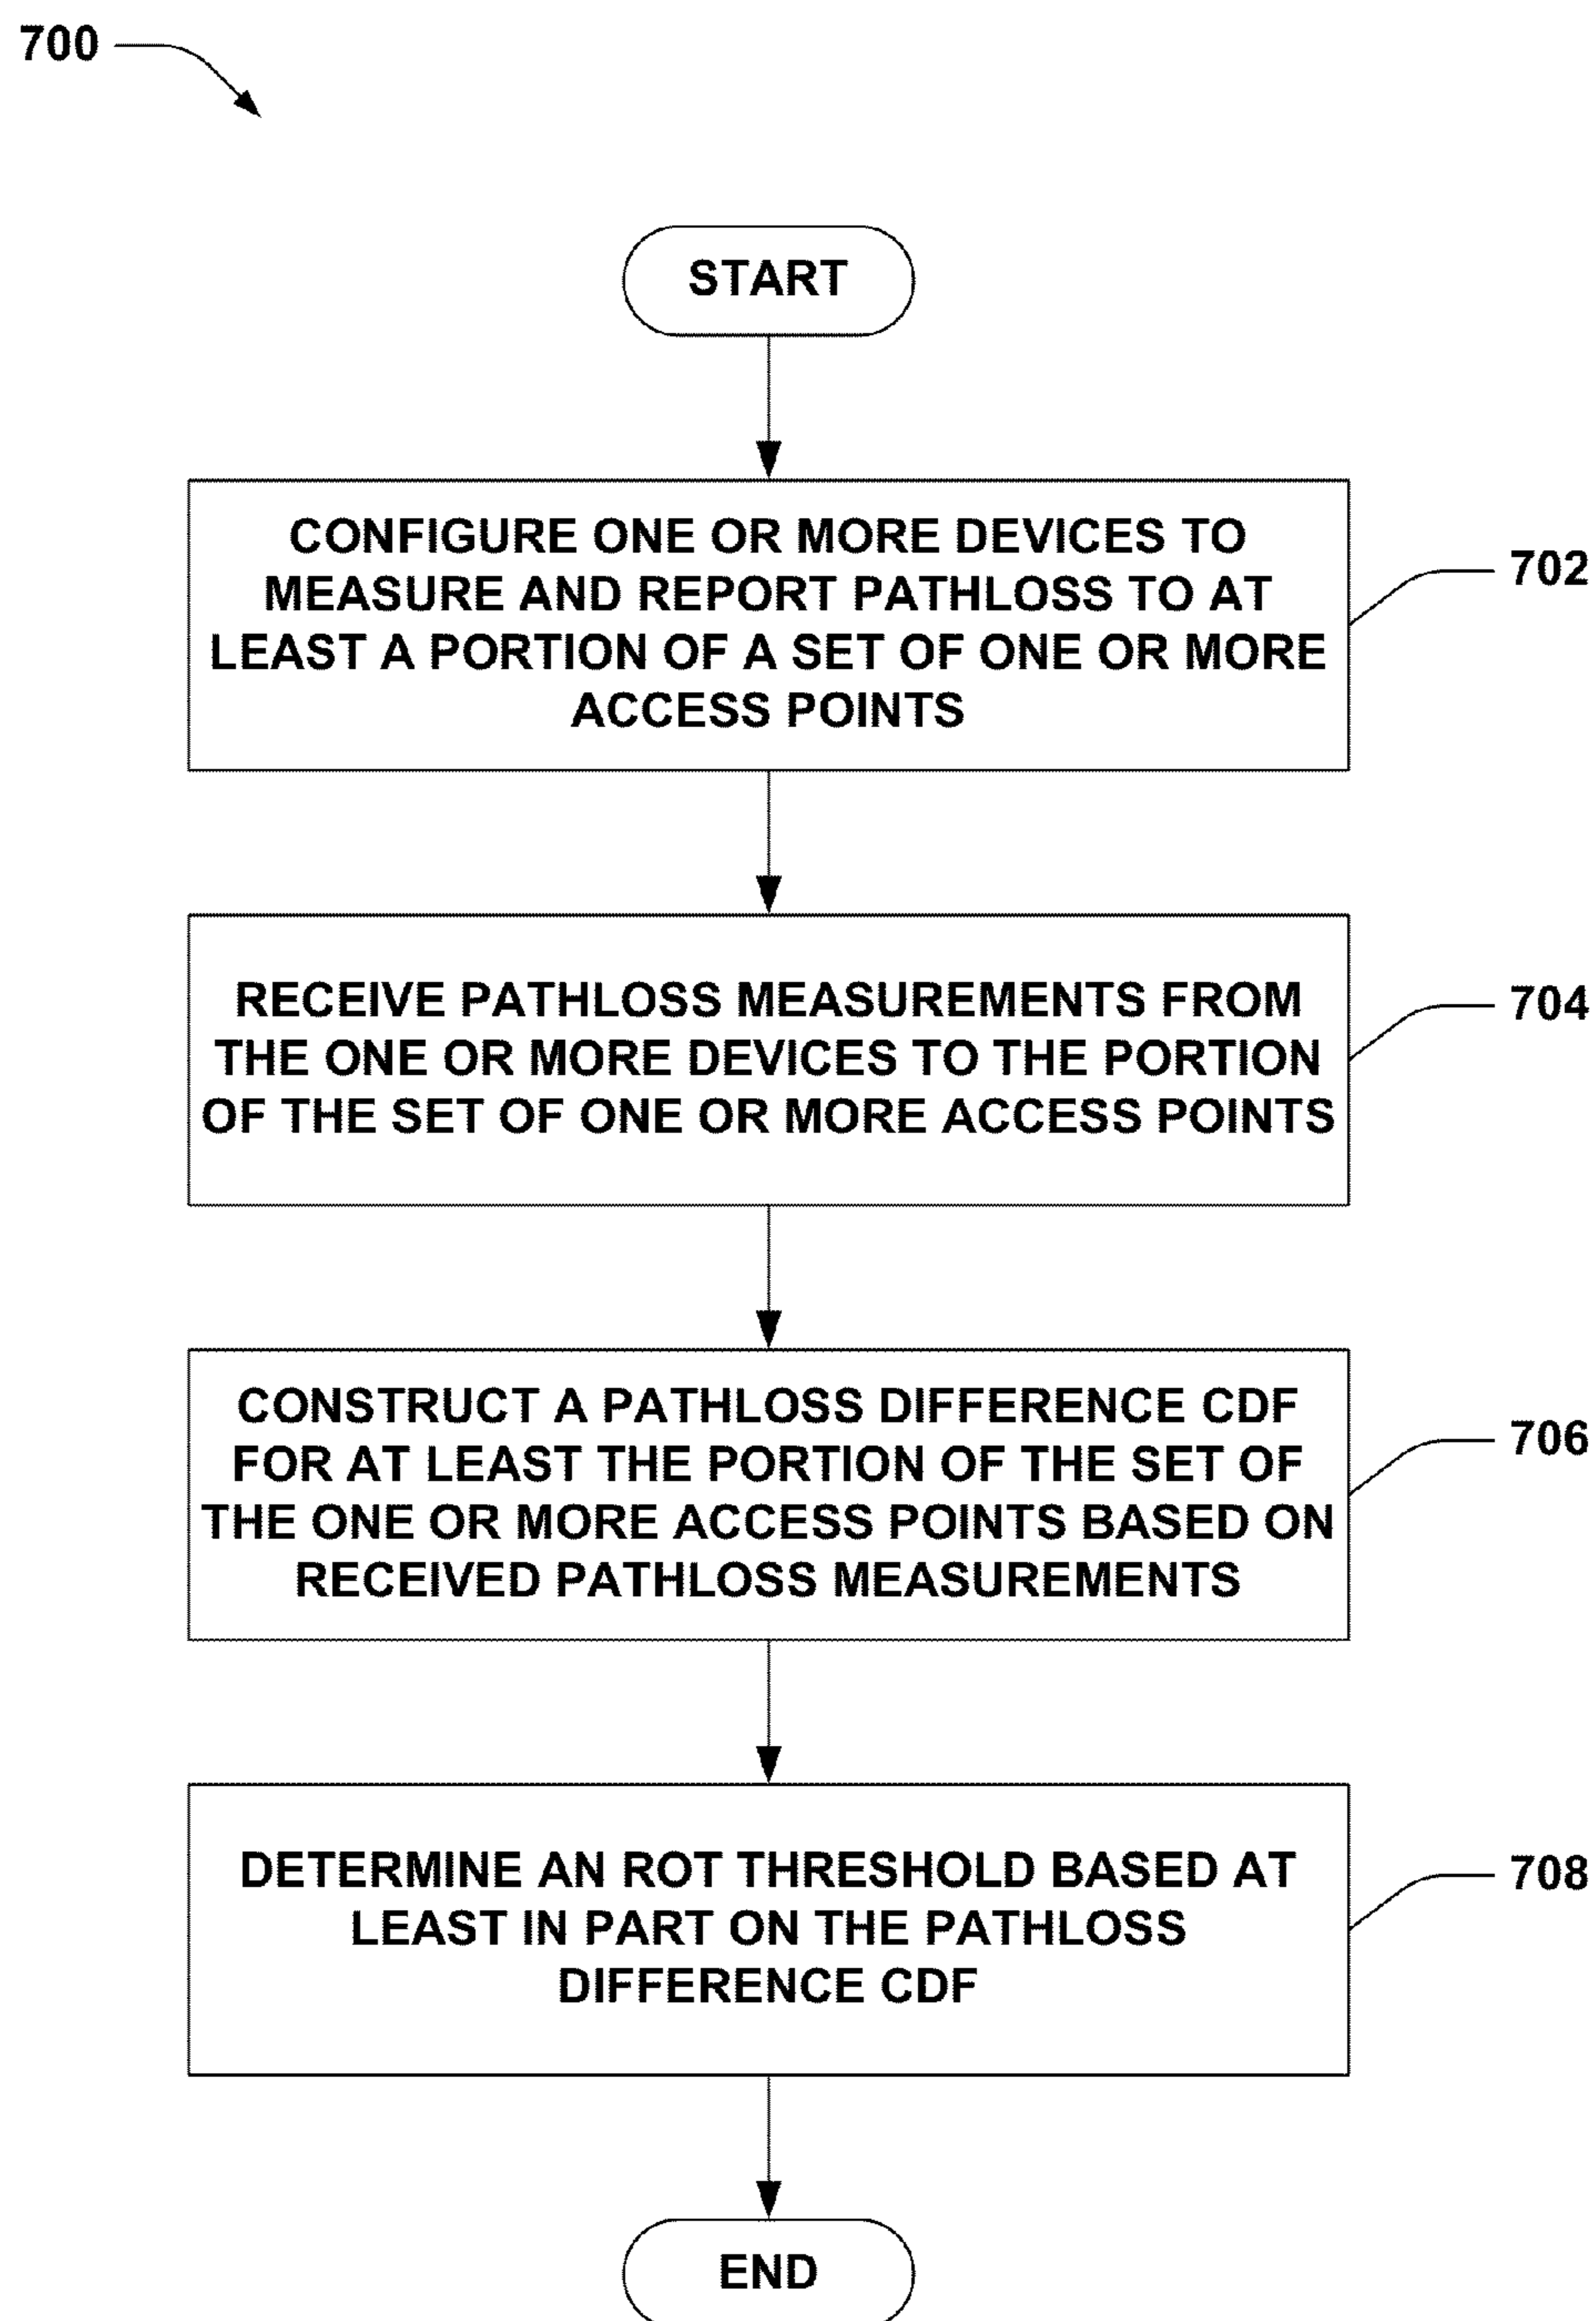 700
START
CONFIGURE ONE OR MORE DEVICES TO
MEASURE AND REPORT PATHLOSS TO AT
LEAST A PORTION OF A SET OF ONE OR MORE
ACCESS POINTS
702
RECEIVE PATHLOSS MEASUREMENTS FROM
THE ONE OR MORE DEVICES TO THE PORTION
OF THE SET OF ONE OR MORE ACCESS POINTS
704
CONSTRUCT A PATHLOSS DIFFERENCE CDF
FOR AT LEAST THE PORTION OF THE SET OF
THE ONE OR MORE ACCESS POINTS BASED ON
RECEIVED PATHLOSS MEASUREMENTS
706
DETERMINE AN ROT THRESHOLD BASED AT
LEAST IN PART ON THE PATHLOSS
DIFFERENCE CDF
708
END